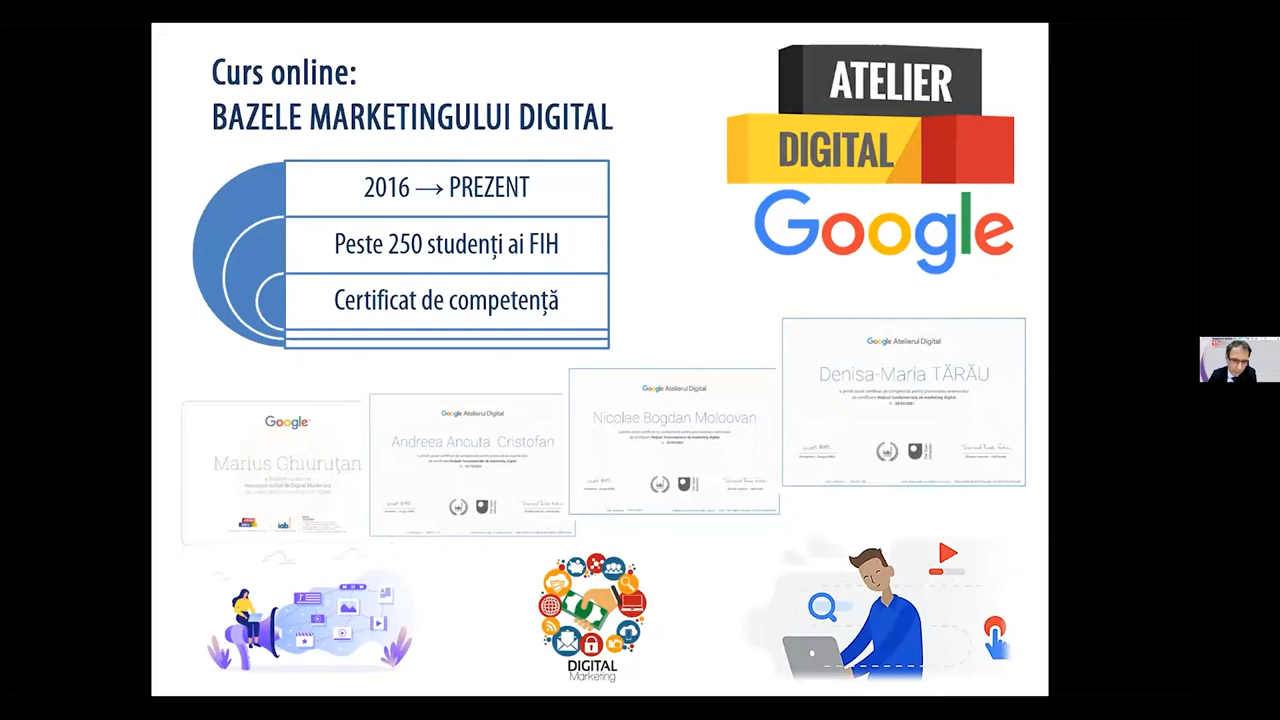 Curs online:
BAZELE MARKETINGULUI DIGITAL
2016 → PREZENT
Peste 250 studenți ai FIH
Certificat de competență
ATELIER
DIGITAL
Google
Google
Marius Ghiuruțan
iab
Google Atelierul Digital
Andreea Ancuta Cristofan
Google Atelierul Digital
Nicolae Bogdan Moldovan
Google Atelierul Digital
Denisa-Maria TĂRĂU
DIGITAL
Marketing